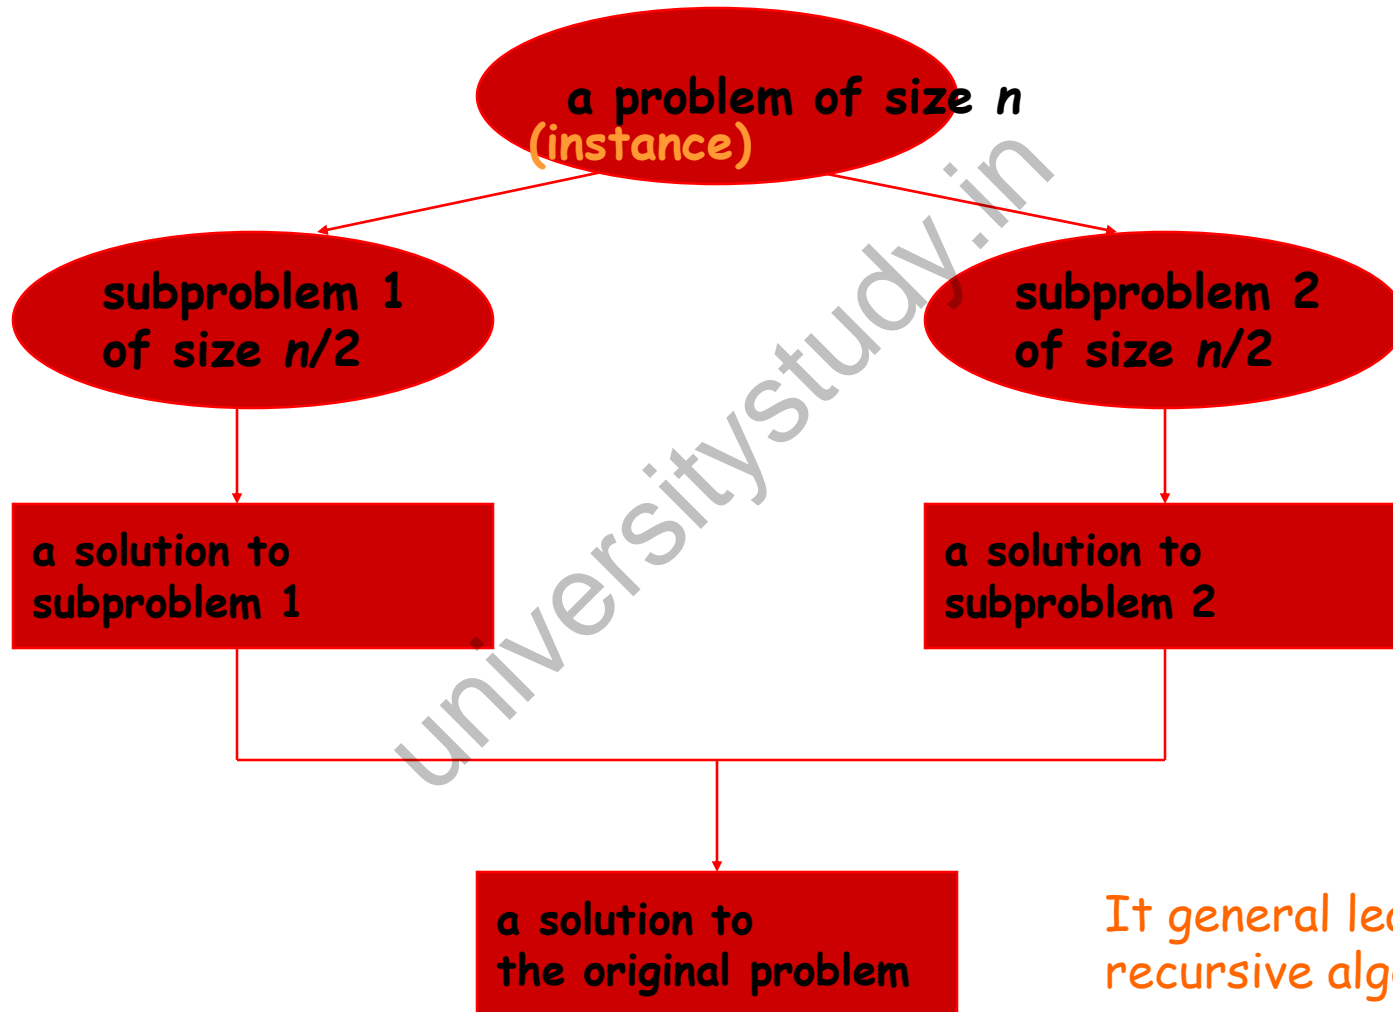 a problem of size n
(instance)
subproblem 1
of size n/2
subproblem 2
of size n/2
a solution to
subproblem 1
a solution to
subproblem 2
a solution to
the original problem
It general
recursive
universitystudy.in